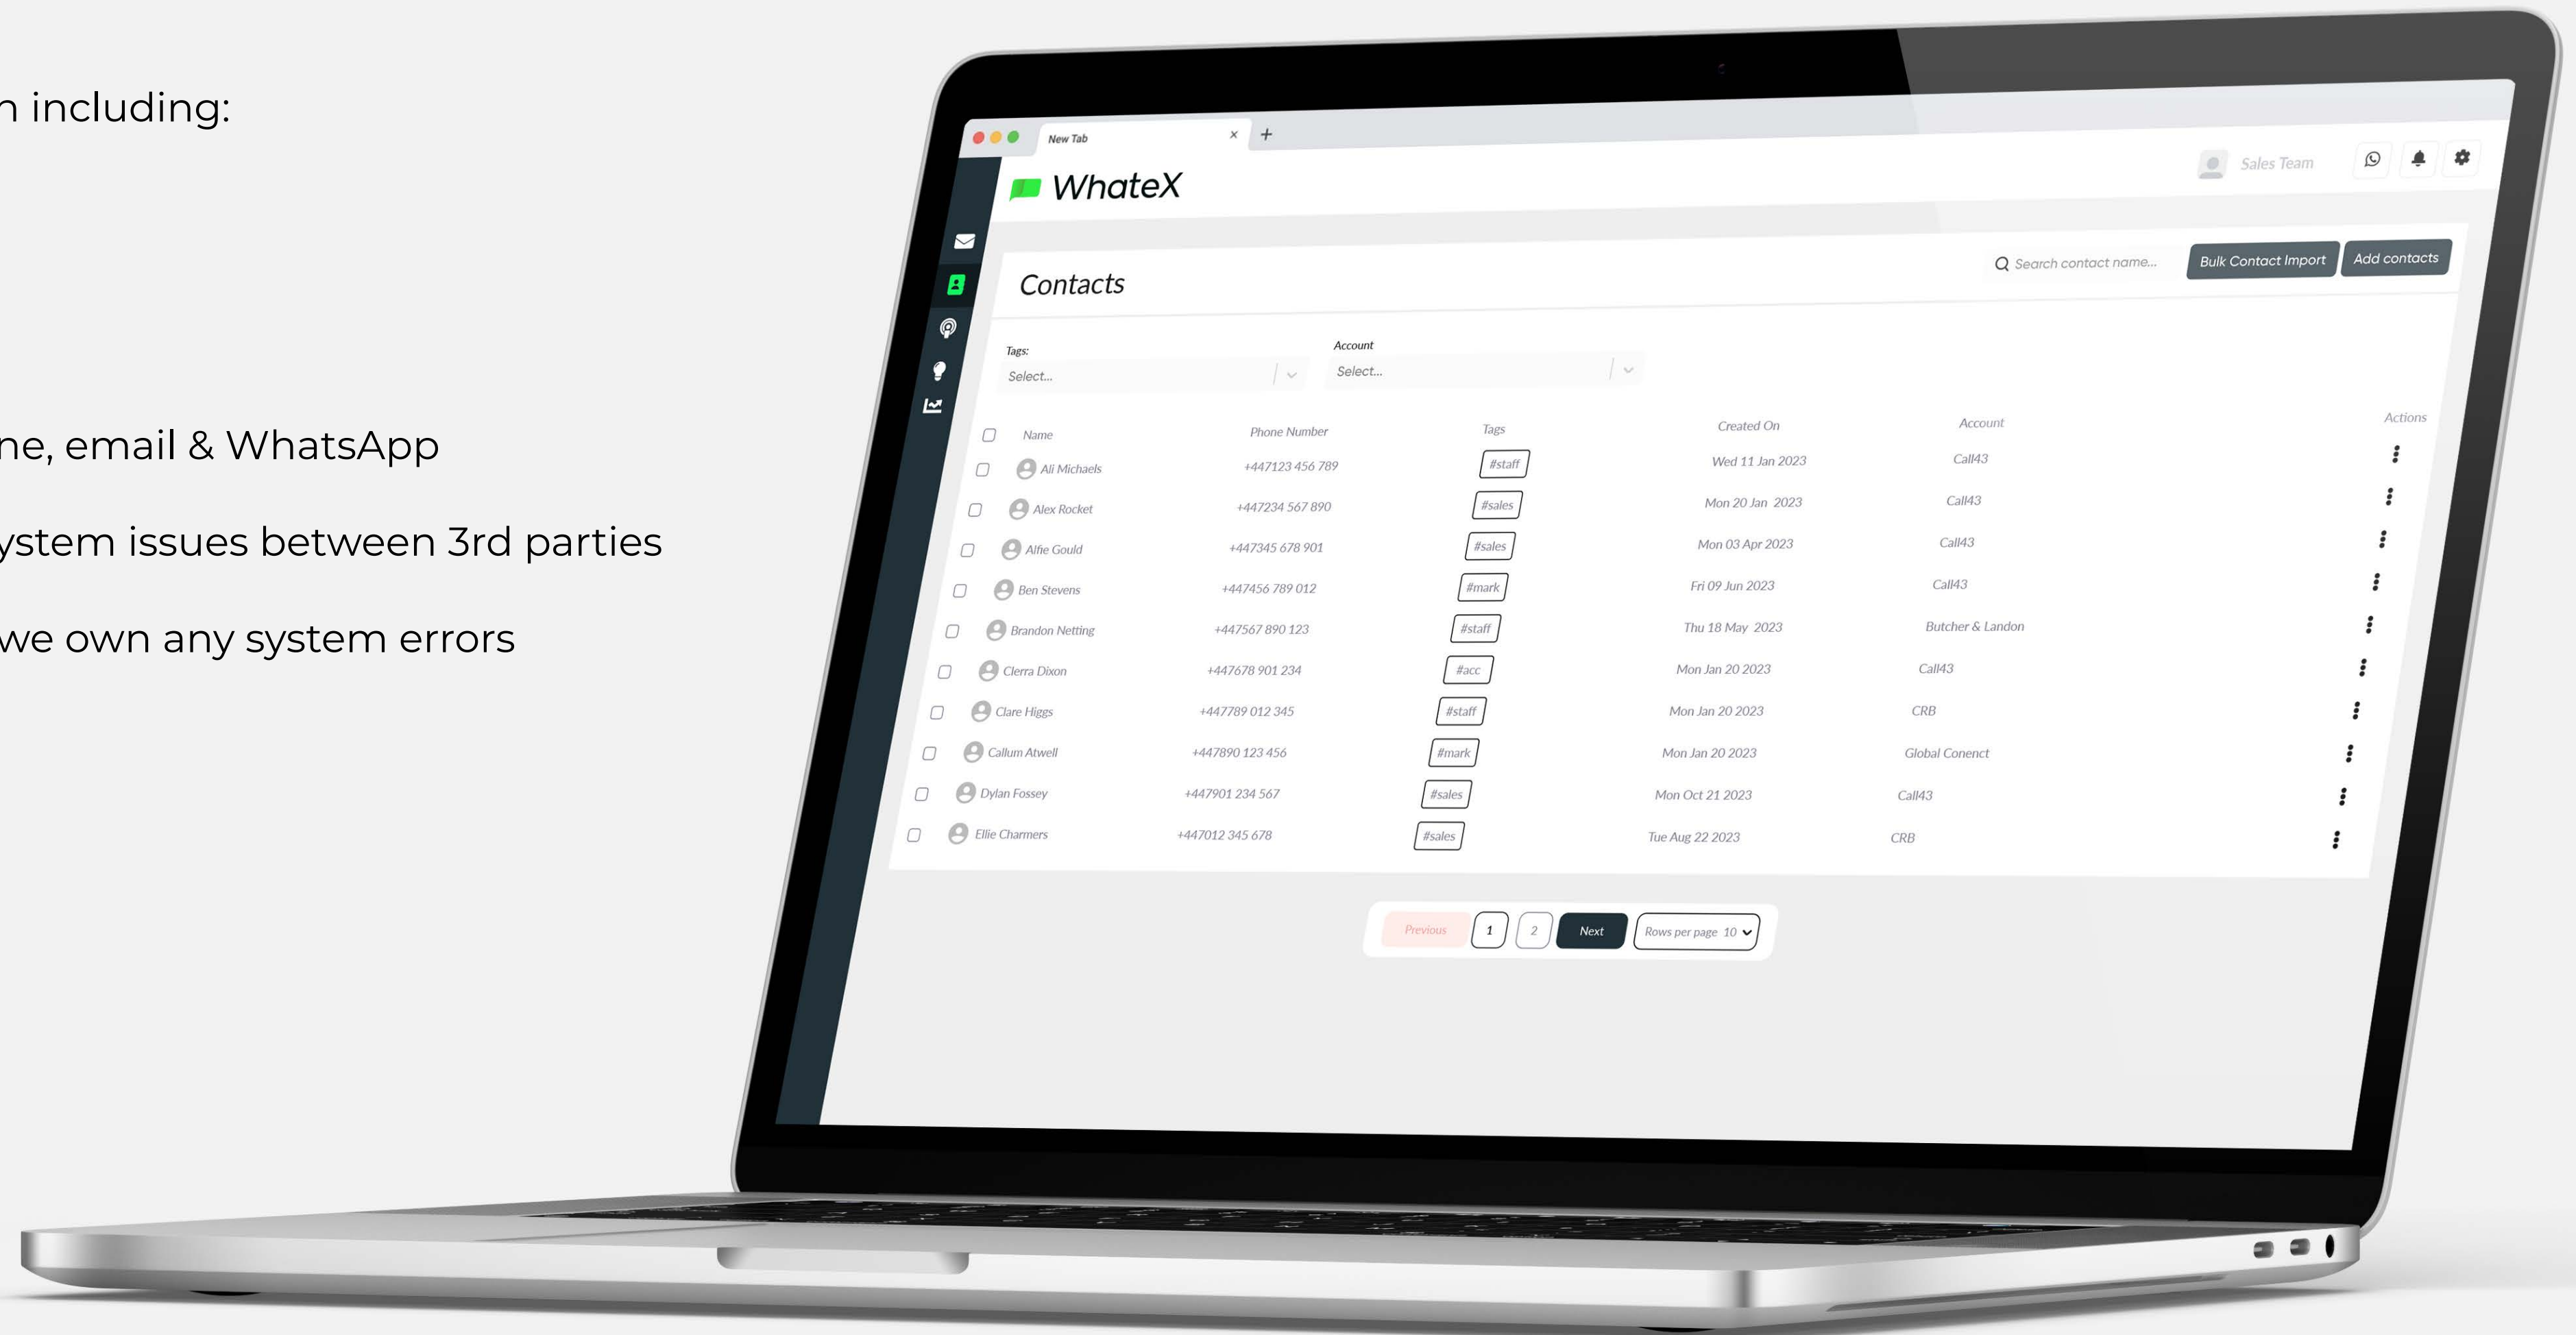 n including:
ne, email & WhatsApp
ystem issues between 3rd parties
we own any system errors
New Tab × +
WhateX
Sales Team
Contacts
Search contact name...
Bulk Contact Import
Add contacts
Tags:
Select...
Account
Select...
Name Phone Number Tags Created On Account Actions
Ali Michaels +447123 456 789 #staff Wed 11 Jan 2023 Call43
Alex Rocket +447234 567 890 #sales Mon 20 Jan 2023 Call43
Alfie Gould +447345 678 901 #sales Mon 03 Apr 2023 Call43
Ben Stevens +447456 789 012 #mark Fri 09 Jun 2023 Call43
Brandon Netting +447567 890 123 #staff Thu 18 May 2023 Butcher & Landon
Clerra Dixon +447678 901 234 #acc Mon Jan 20 2023 Call43
Clare Higgs +447789 012 345 #staff Mon Jan 20 2023 CRB
Callum Atwell +447890 123 456 #mark Mon Jan 20 2023 Global Conenct
Dylan Fossey +447901 234 567 #sales Mon Oct 21 2023 Call43
Ellie Charmers +447012 345 678 #sales Tue Aug 22 2023 CRB
Previous 1 2 Next Rows per page 10